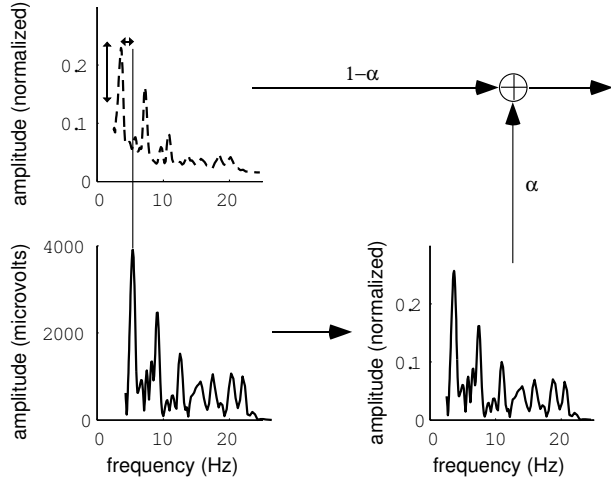 amplitude (normalized)
0.2
0.1
0
0 10 20
1−α
α
amplitude (microvolts)
4000
2000
0
0 10 20
frequency (Hz)
amplitude (normalized)
0.2
0.1
0
0 10 20
frequency (Hz)